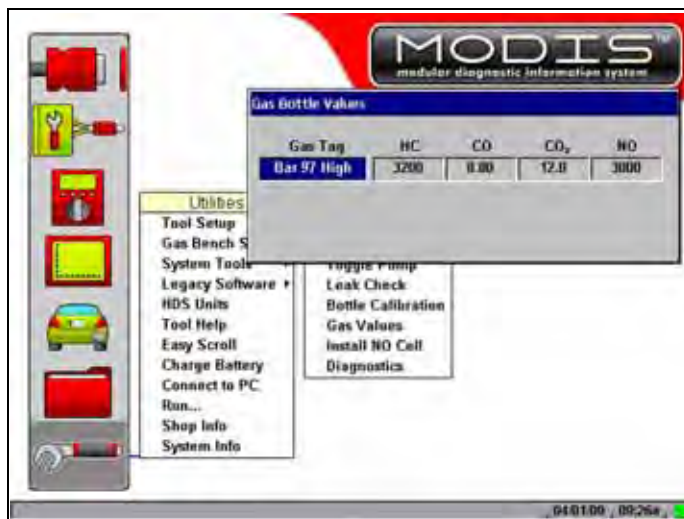 MODIS™
modular diagnostic information system
Gas Bottle Values
Gas Tag HC CO CO₂ NO
Bar 97 High 3200 8.00 12.0 3000
Utilities
Tool Setup
Gas Bench S
System Tools
Legacy Software
HDS Units
Tool Help
Easy Scroll
Charge Battery
Connect to PC
Run...
Shop Info
System Info
Toggle Pump
Leak Check
Bottle Calibration
Gas Values
Install NO Cell
Diagnostics
04/01/00 , 09:26a